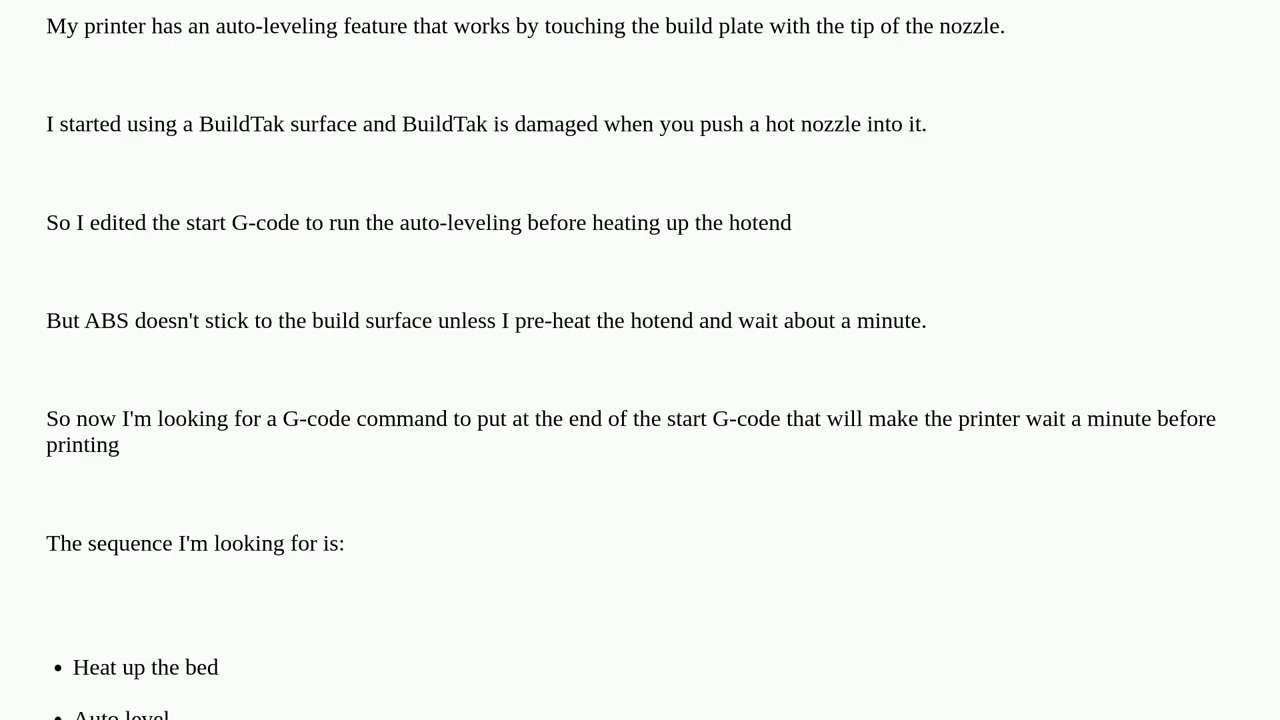 My printer has an auto-leveling feature that works by touching the build plate with the tip of the nozzle.
I started using a BuildTak surface and BuildTak is damaged when you push a hot nozzle into it.
So I edited the start G-code to run the auto-leveling before heating up the hotend
But ABS doesn't stick to the build surface unless I pre-heat the hotend and wait about a minute.
So now I'm looking for a G-code command to put at the end of the start G-code that will make the printer wait a minute before
printing
The sequence I'm looking for is:
• Heat up the bed
• Auto level